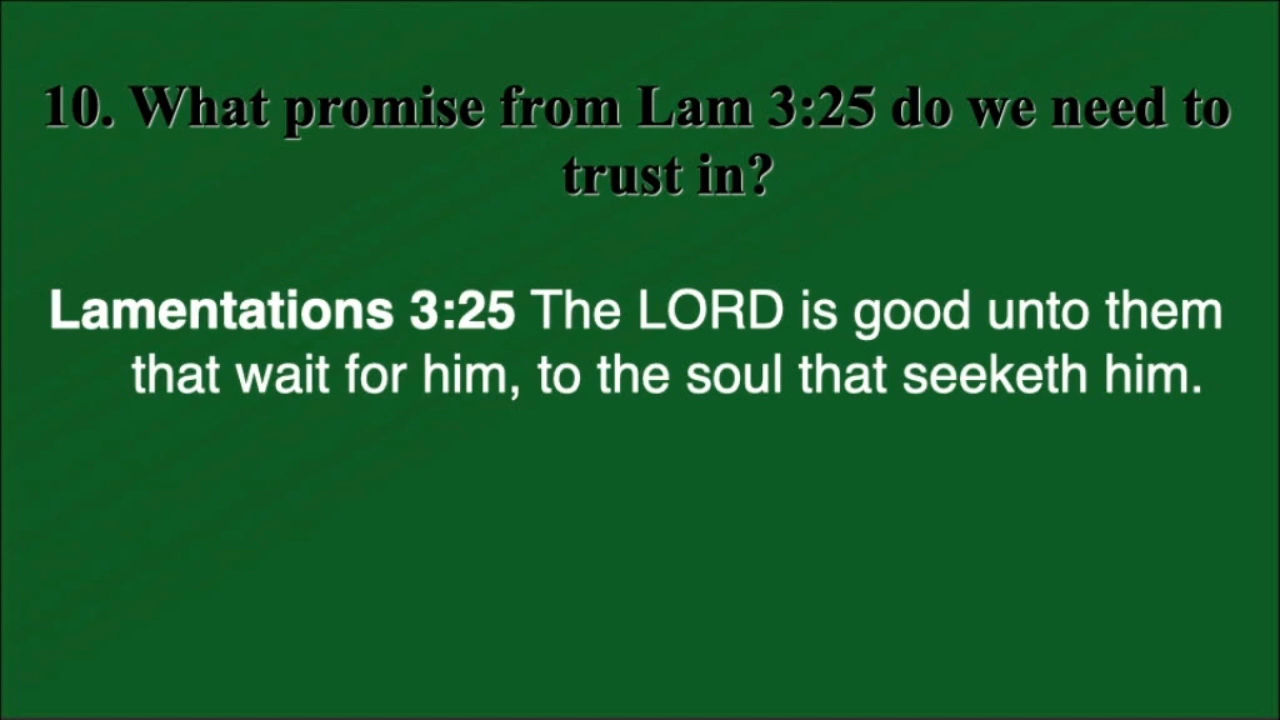 10. What promise from Lam 3:25 do we need to
trust in?
Lamentations 3:25 The LORD is good unto them
that wait for him, to the soul that seeketh him.